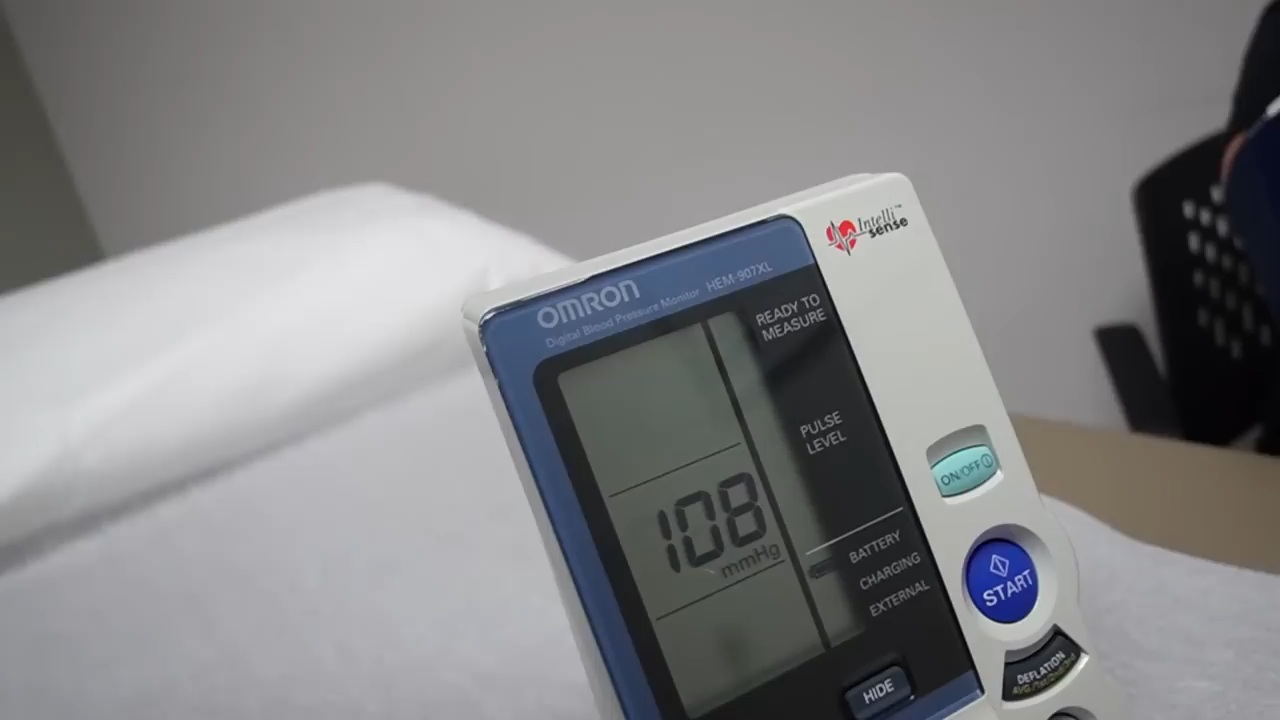 Intelli™
sense
OMRON
Digital Blood Pressure Monitor HEM-907XL
READY TO
MEASURE
PULSE
LEVEL
ON/OFF
108
mmHg
BATTERY
CHARGING
EXTERNAL
START
HIDE
DEFLATION